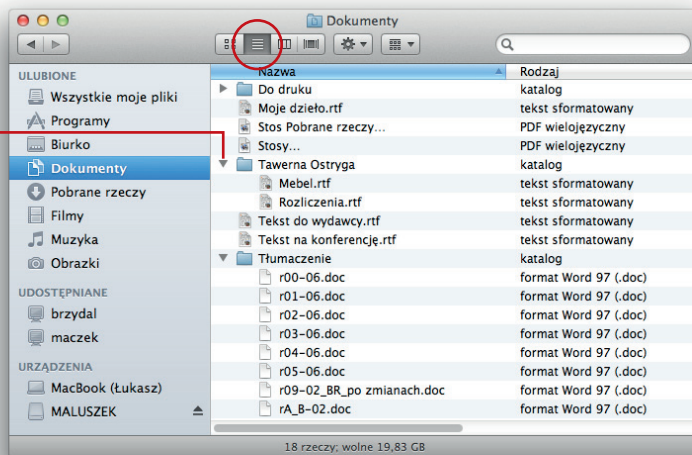 Dokumenty
ULUBIONE
Wszystkie moje pliki
Programy
Biurko
Dokumenty
Pobrane rzeczy
Filmy
Muzyka
Obrazki
UDOSTĘPNIANE
brzydal
maczek
URZĄDZENIA
MacBook (Łukasz)
MALUSZEK
Nazwa Rodzaj
Do druku katalog
Moje dzieło.rtf tekst sformatowany
Stos Pobrane rzeczy... PDF wielojęzyczny
Stosy... PDF wielojęzyczny
Tawerna Ostryga katalog
Mebel.rtf tekst sformatowany
Rozliczenia.rtf tekst sformatowany
Tekst do wydawcy.rtf tekst sformatowany
Tekst na konferencję.rtf tekst sformatowany
Tłumaczenie katalog
r00-06.doc format Word 97 (.doc)
r01-06.doc format Word 97 (.doc)
r02-06.doc format Word 97 (.doc)
r03-06.doc format Word 97 (.doc)
r04-06.doc format Word 97 (.doc)
r05-06.doc format Word 97 (.doc)
r09-02_BR_po zmianach.doc format Word 97 (.doc)
rA_B-02.doc format Word 97 (.doc)
18 rzeczy; wolne 19,83 GB